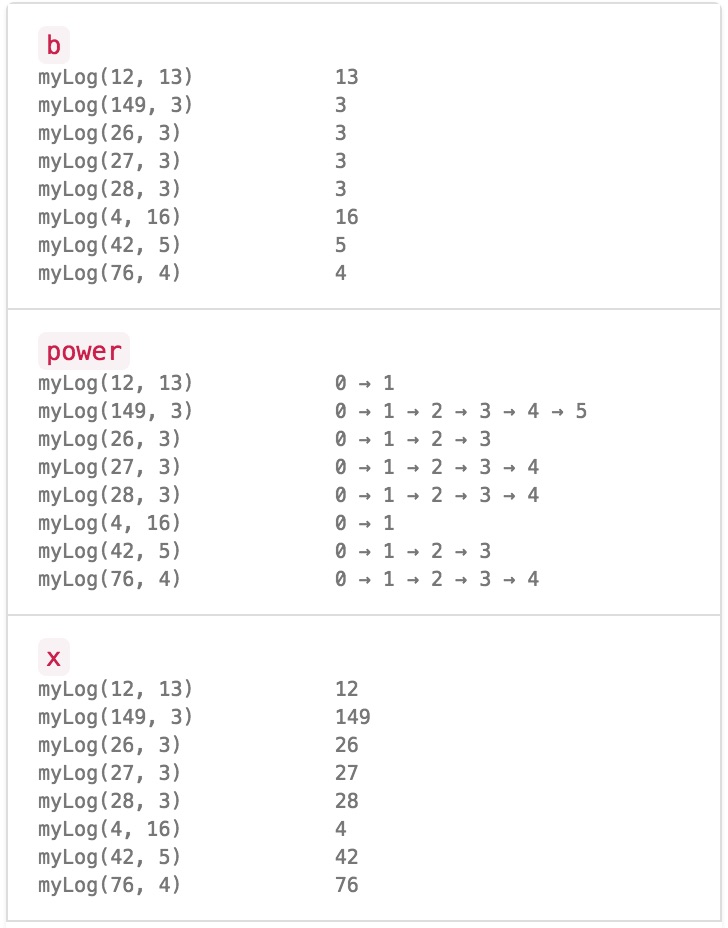 b
myLog(12, 13) 13
myLog(149, 3) 3
myLog(26, 3) 3
myLog(27, 3) 3
myLog(28, 3) 3
myLog(4, 16) 16
myLog(42, 5) 5
myLog(76, 4) 4
power
myLog(12, 13) 0 → 1
myLog(149, 3) 0 → 1 → 2 → 3 → 4 → 5
myLog(26, 3) 0 → 1 → 2 → 3
myLog(27, 3) 0 → 1 → 2 → 3 → 4
myLog(28, 3) 0 → 1 → 2 → 3 → 4
myLog(4, 16) 0 → 1
myLog(42, 5) 0 → 1 → 2 → 3
myLog(76, 4) 0 → 1 → 2 → 3 → 4
x
myLog(12, 13) 12
myLog(149, 3) 149
myLog(26, 3) 26
myLog(27, 3) 27
myLog(28, 3) 28
myLog(4, 16) 4
myLog(42, 5) 42
myLog(76, 4) 76